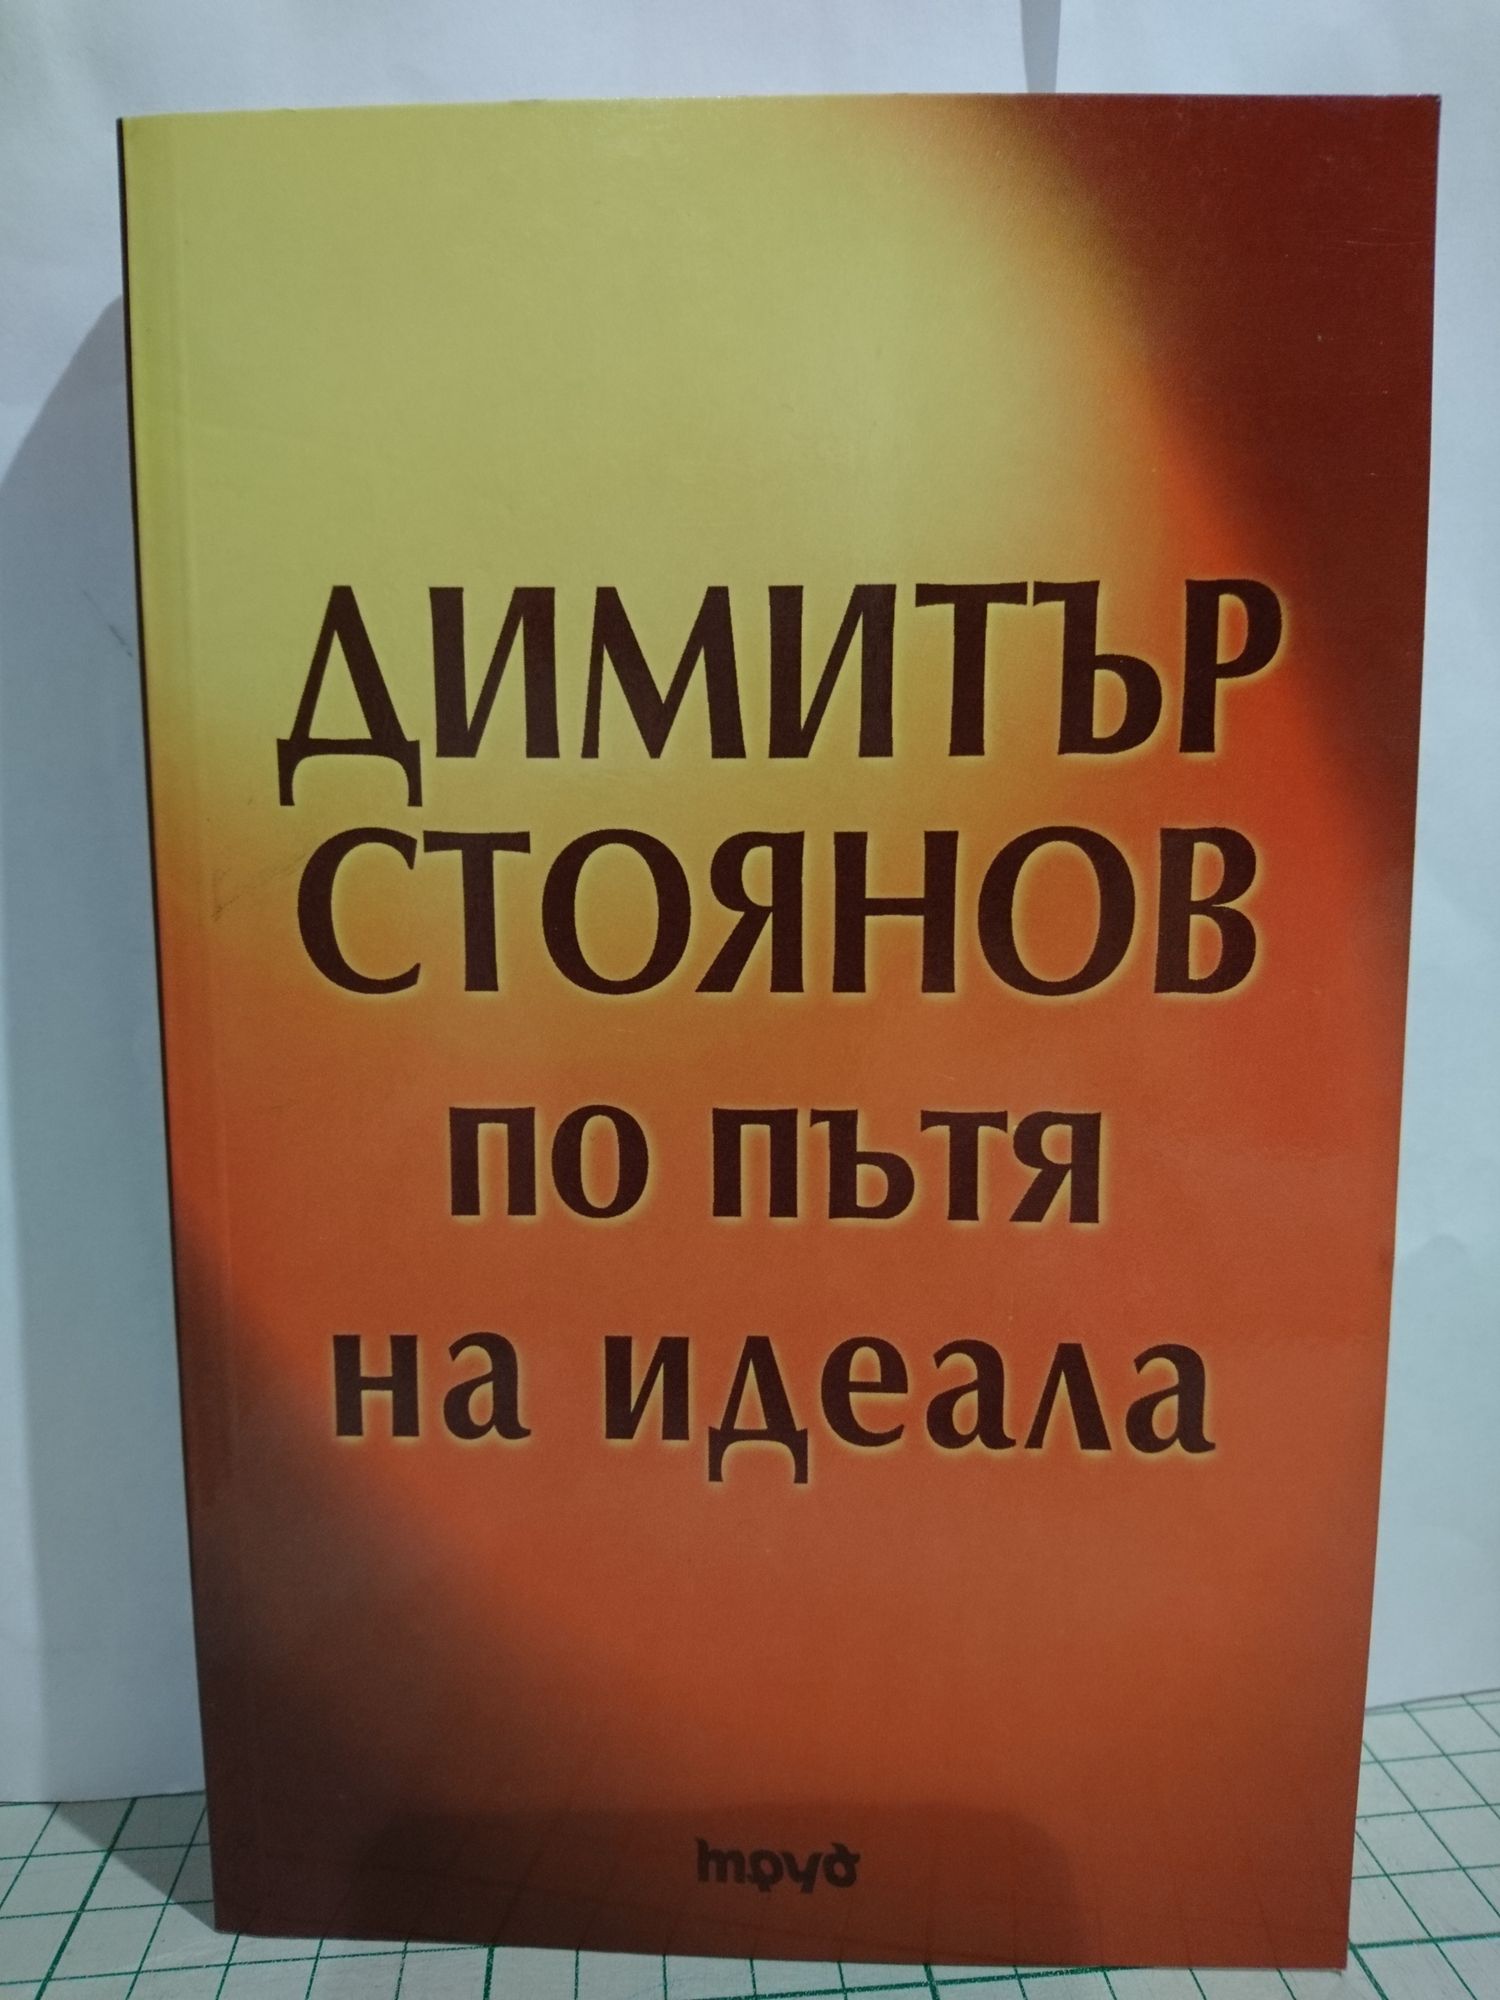 ДИМИТЪР
СТОЯНОВ
ПО ПЪТЯ
НА ИДЕАЛА
труд